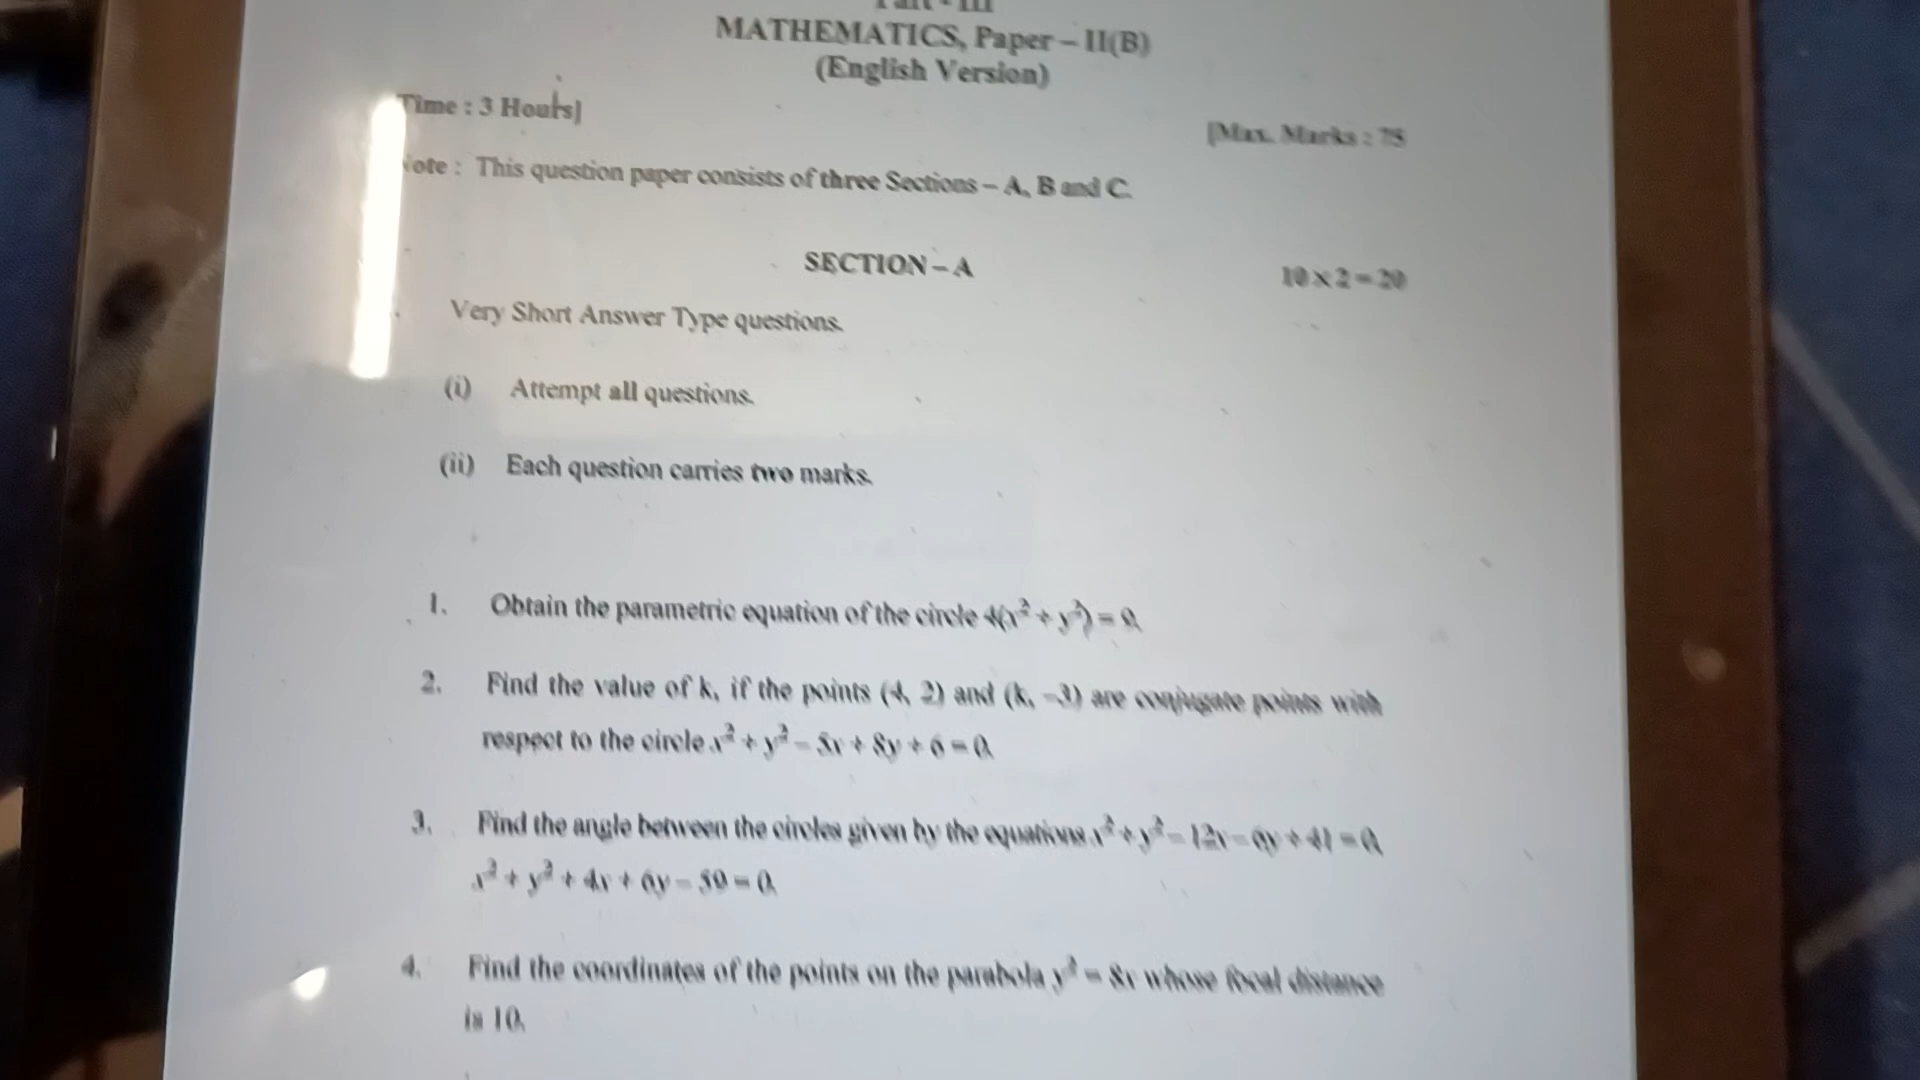 Part - III
MATHEMATICS, Paper – II(B)
(English Version)
Time : 3 Hours]
[Max. Marks : 75
Note : This question paper consists of three Sections – A, B and C.
SECTION – A
10 × 2 = 20
Very Short Answer Type questions.
(i) Attempt all questions.
(ii) Each question carries two marks.
1. Obtain the parametric equation of the circle 4(x² + y²) = 9.
2. Find the value of k, if the points (4, 2) and (k, –3) are conjugate points with
respect to the circle x² + y² – 5x + 8y + 6 = 0.
3. Find the angle between the circles given by the equations x² + y² – 12x – 6y + 41 = 0,
x² + y² + 4x + 6y – 59 = 0.
4. Find the coordinates of the points on the parabola y² = 8x whose focal distance
is 10.